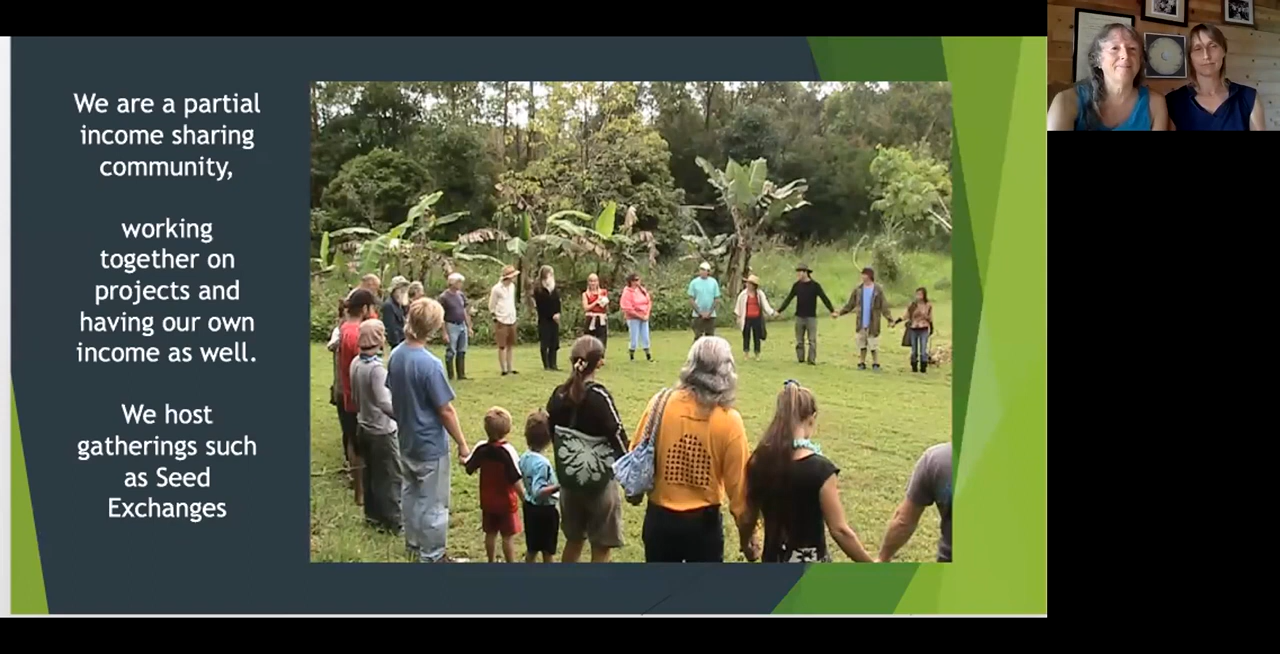 We are a partial
income sharing
community,
working
together on
projects and
having our own
income as well.
We host
gatherings such
as Seed
Exchanges